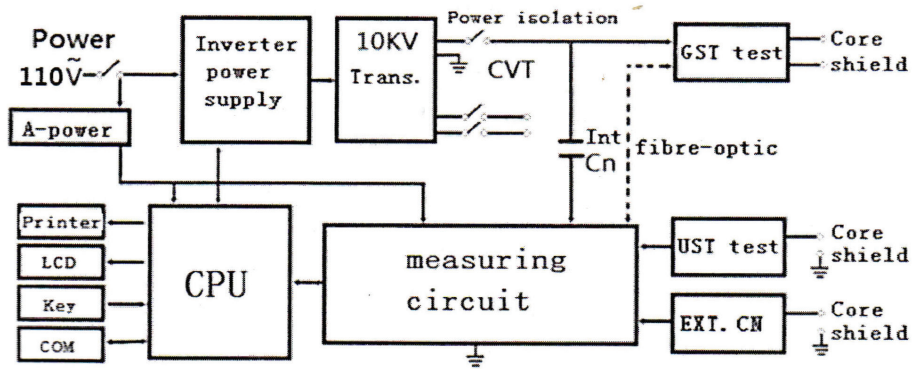 Power
110V~
A-power
Inverter
power
supply
10KV
Trans.
Power isolation
CVT
GST test
Core
shield
Int
Cn
fibre-optic
Printer
LCD
Key
COM
CPU
measuring
circuit
UST test
Core
shield
EXT. CN
Core
shield